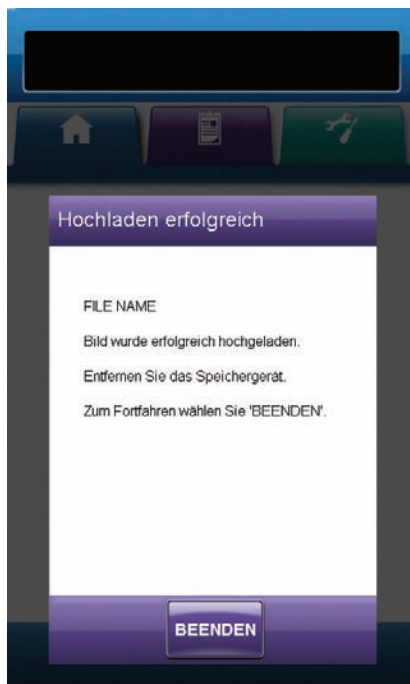 Hochladen erfolgreich
FILE NAME
Bild wurde erfolgreich hochgeladen.
Entfernen Sie das Speichergerät.
Zum Fortfahren wählen Sie 'BEENDEN'.
BEENDEN